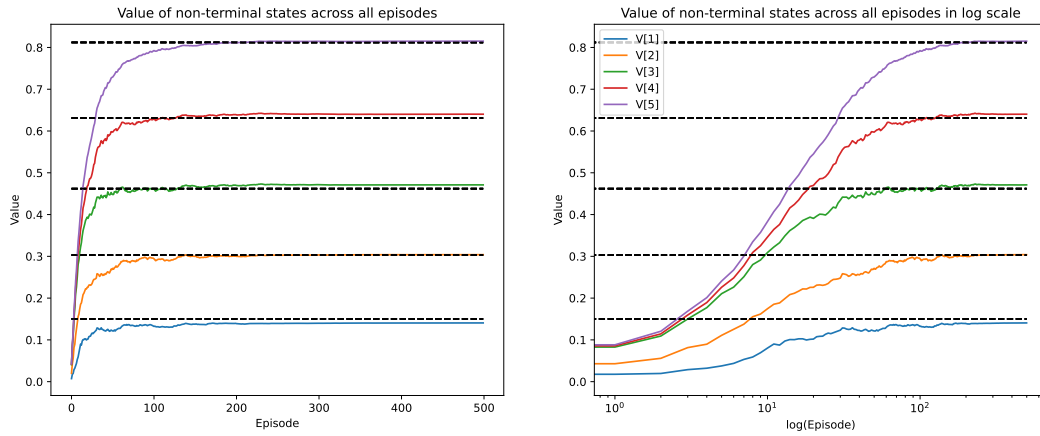 Value of non-terminal states across all episodes
Value
0.8
0.7
0.6
0.5
0.4
0.3
0.2
0.1
0.0
0
100
200
300
400
500
Episode
Value of non-terminal states across all episodes in log scale
Value
0.8
0.7
0.6
0.5
0.4
0.3
0.2
0.1
0.0
V[1]
V[2]
V[3]
V[4]
V[5]
10⁰
10¹
10²
log(Episode)